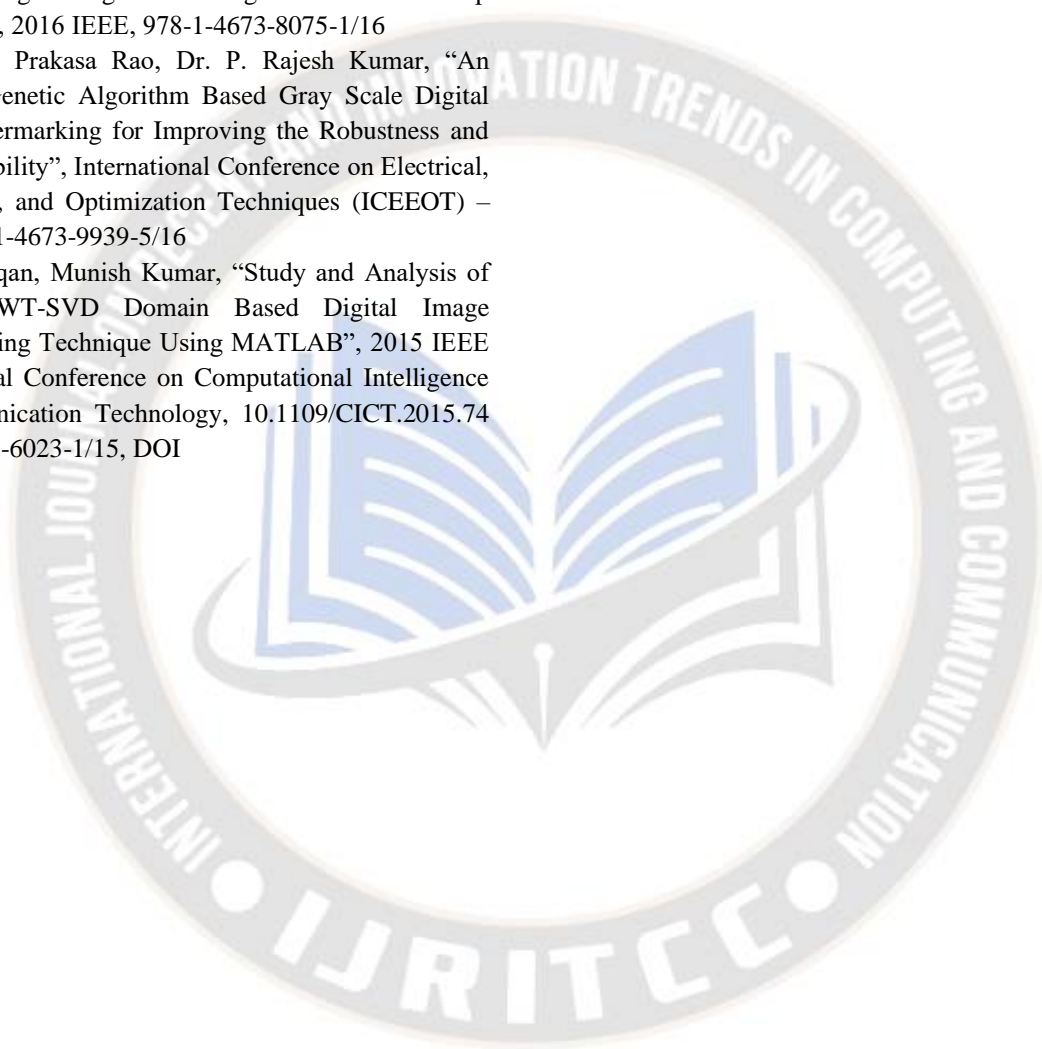 , 2016 IEEE, 978-1-4673-8075-1/16
Prakasa Rao, Dr. P. Rajesh Kumar, “An
enetic Algorithm Based Gray Scale Digital
ermarking for Improving the Robustness and
bility”, International Conference on Electrical,
, and Optimization Techniques (ICEEOT) –
1-4673-9939-5/16
qan, Munish Kumar, “Study and Analysis of
WT-SVD Domain Based Digital Image
ing Technique Using MATLAB”, 2015 IEEE
al Conference on Computational Intelligence
nication Technology, 10.1109/CICT.2015.74
-6023-1/15, DOI
INTERNATIONAL JOURNAL ON RECENT AND INNOVATION TRENDS IN COMPUTING AND COMMUNICATION
IJRITCC